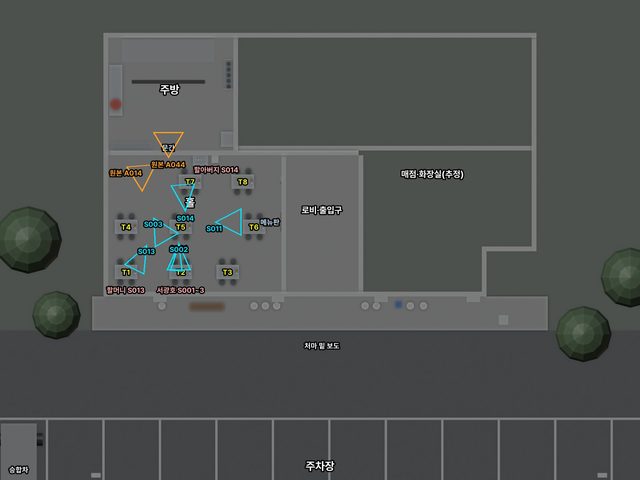 주방
문간
원본 A044
원본 A014
할아버지 S014
T7
T8
매점·화장실(추정)
홀
로비·출입구
S014
메뉴판
S003
T4
T5
S011
T6
S013
S002
T1
T2
T3
할머니 S013
서광호 S001-3
처마 밑 보도
주차장
승합차